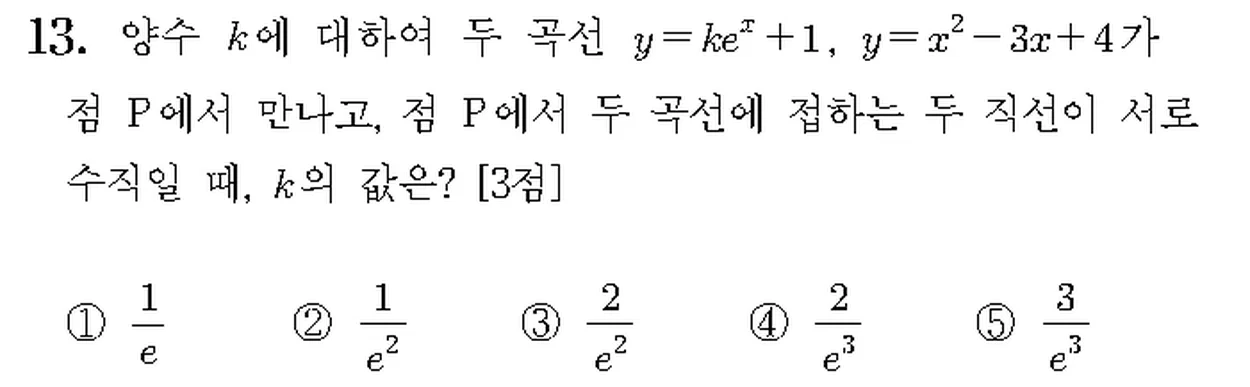 13. 양수 k에 대하여 두 곡선 y=ke^x+1, y=x^2-3x+4가
점 P에서 만나고, 점 P에서 두 곡선에 접하는 두 직선이 서로
수직일 때, k의 값은? [3점]
① 1/e ② 1/e^2 ③ 2/e^2 ④ 2/e^3 ⑤ 3/e^3